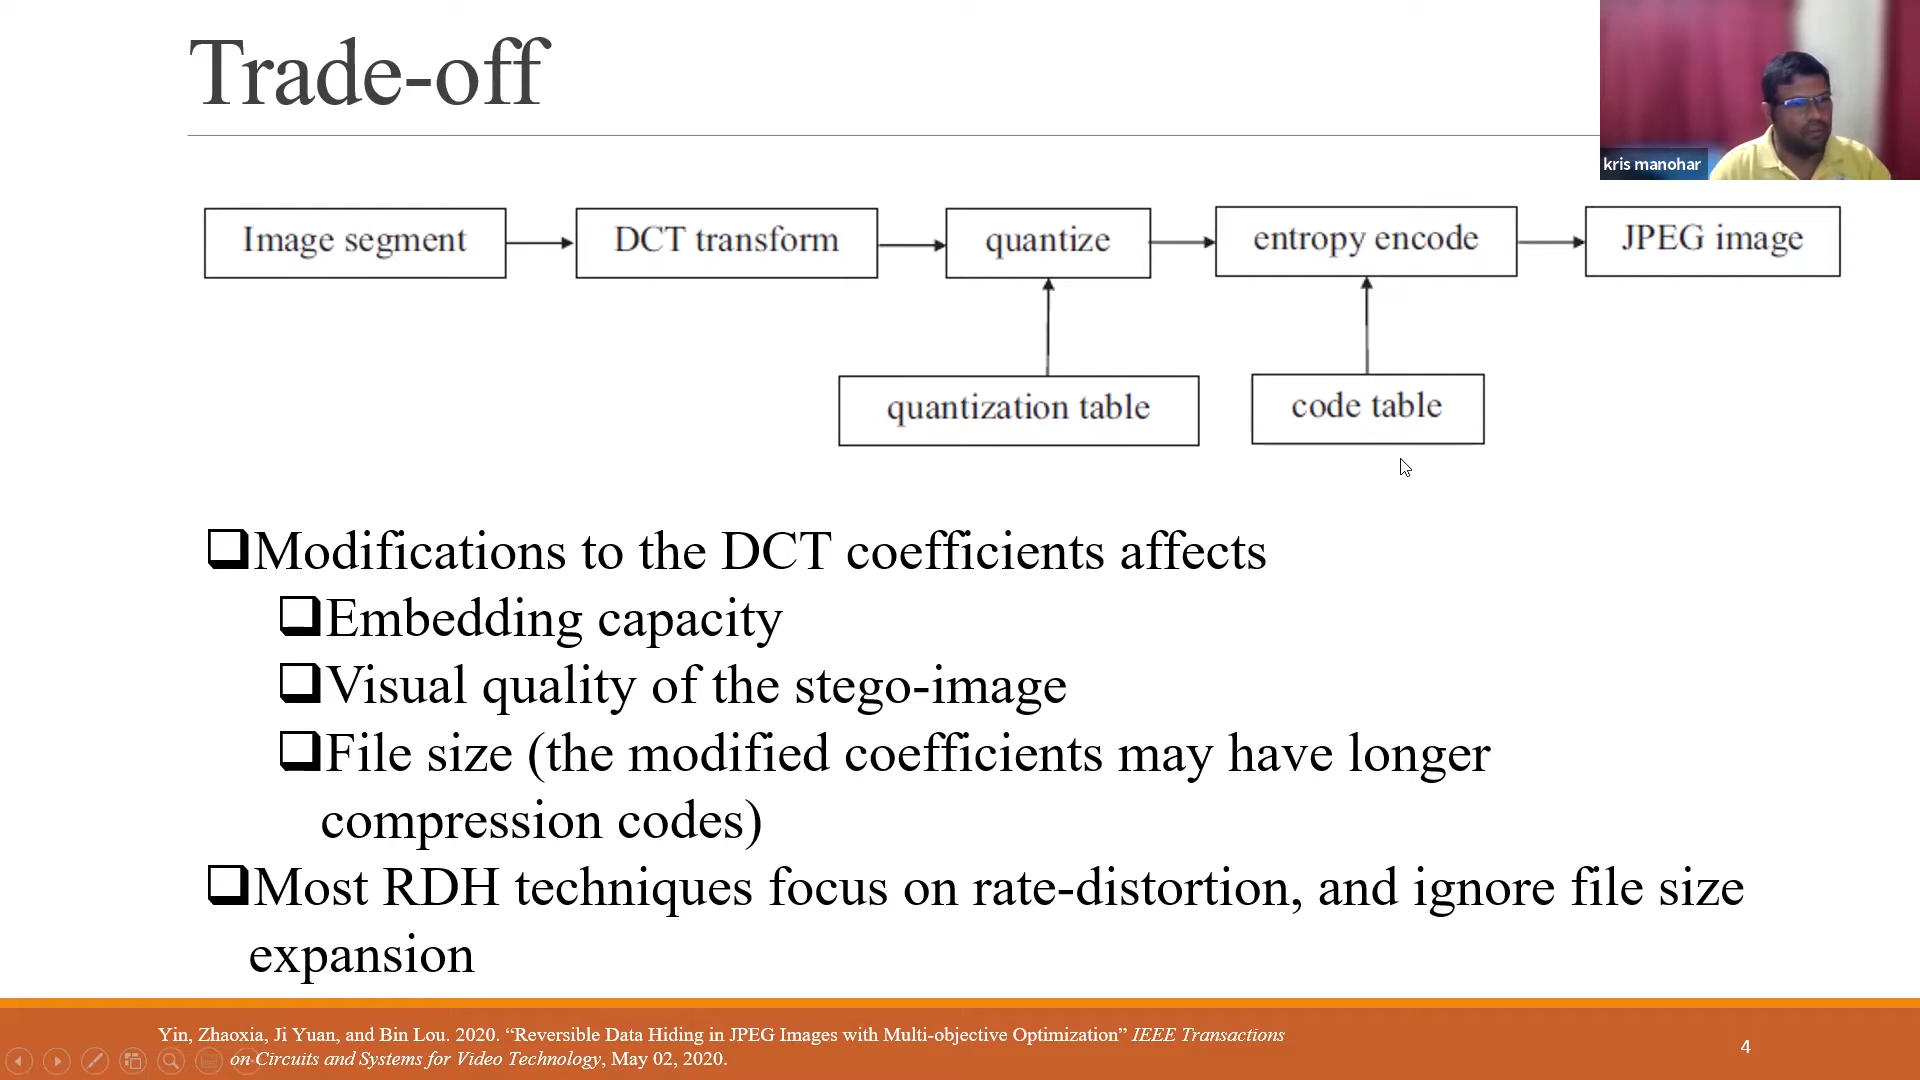 Trade-off
kris manohar
Image segment
DCT transform
quantize
entropy encode
JPEG image
quantization table
code table
Modifications to the DCT coefficients affects
Embedding capacity
Visual quality of the stego-image
File size (the modified coefficients may have longer
compression codes)
Most RDH techniques focus on rate-distortion, and ignore file size
expansion
Yin, Zhaoxia, Ji Yuan, and Bin Lou. 2020. “Reversible Data Hiding in JPEG Images with Multi-objective Optimization” IEEE Transactions
on Circuits and Systems for Video Technology, May 02, 2020.
4